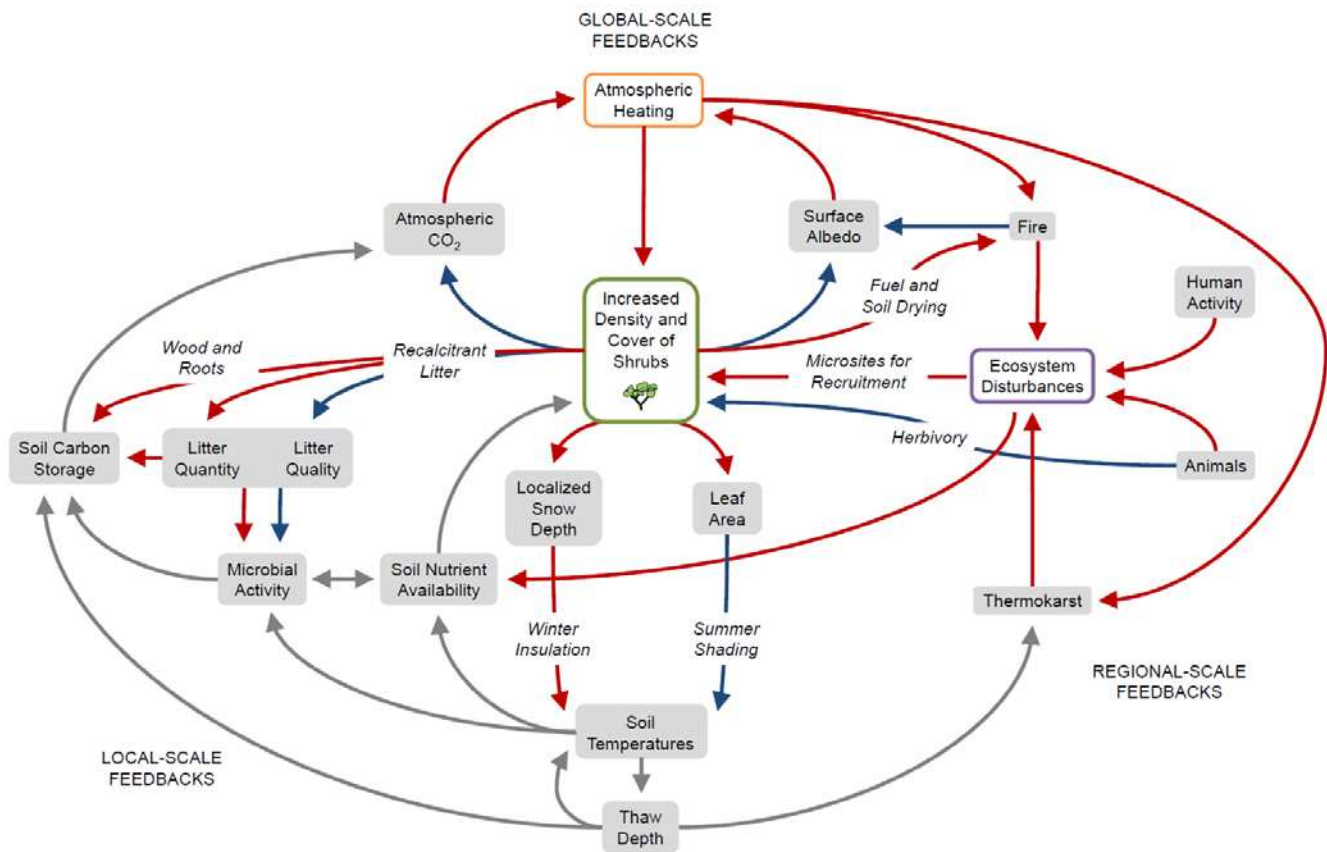 GLOBAL-SCALE
FEEDBACKS
Atmospheric
Heating
Atmospheric
CO₂
Surface
Albedo
Fire
Fuel and
Soil Drying
Human
Activity
Increased
Density and
Cover of
Shrubs
Wood and
Roots
Recalcitrant
Litter
Microsites for
Recruitment
Ecosystem
Disturbances
Herbivory
Animals
Soil Carbon
Storage
Litter
Quantity
Litter
Quality
Localized
Snow
Depth
Leaf
Area
Microbial
Activity
Soil Nutrient
Availability
Thermokarst
Winter
Insulation
Summer
Shading
REGIONAL-SCALE
FEEDBACKS
Soil
Temperatures
LOCAL-SCALE
FEEDBACKS
Thaw
Depth